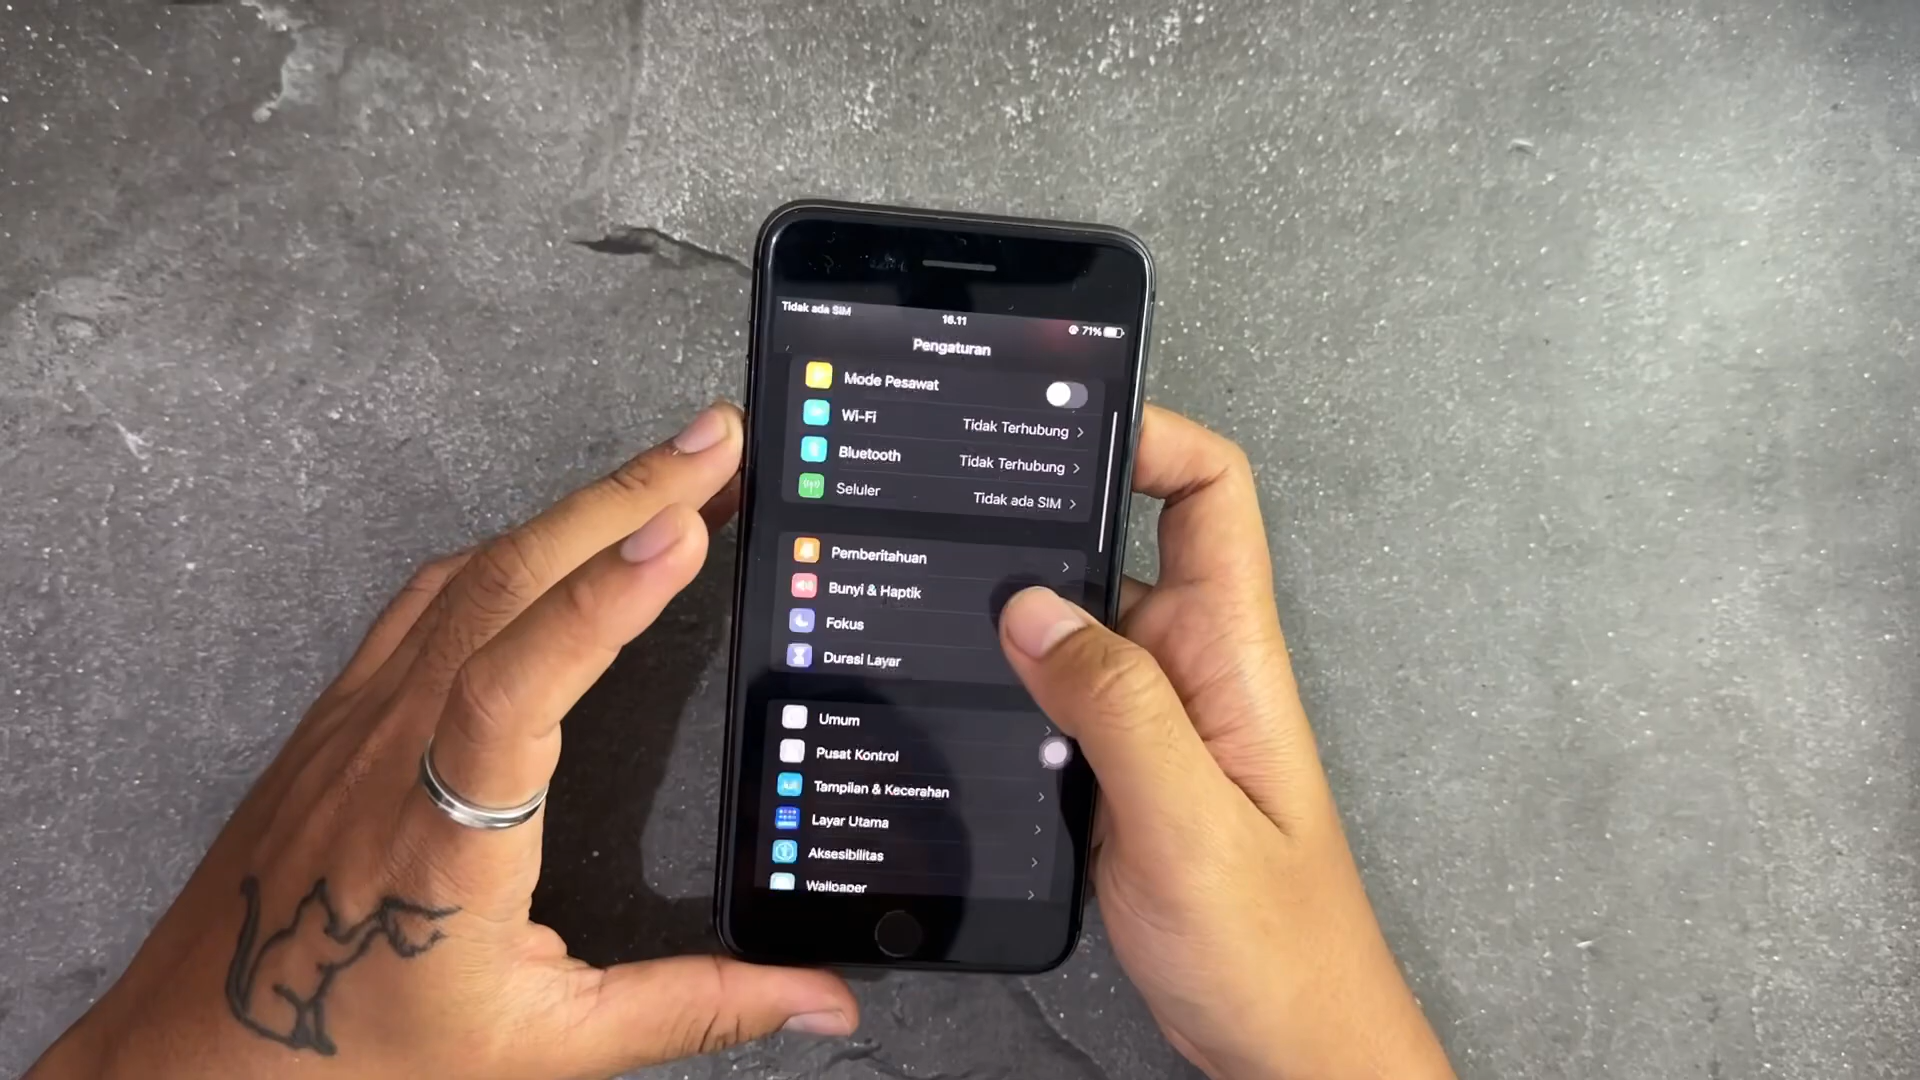 Tidak ada SIM
16.11
71%
Pengaturan
Mode Pesawat
Wi-Fi Tidak Terhubung
Bluetooth Tidak Terhubung
Seluler Tidak ada SIM
Pemberitahuan
Bunyi & Haptik
Fokus
Durasi Layar
Umum
Pusat Kontrol
Tampilan & Kecerahan
Layar Utama
Aksesibilitas
Wallpaper